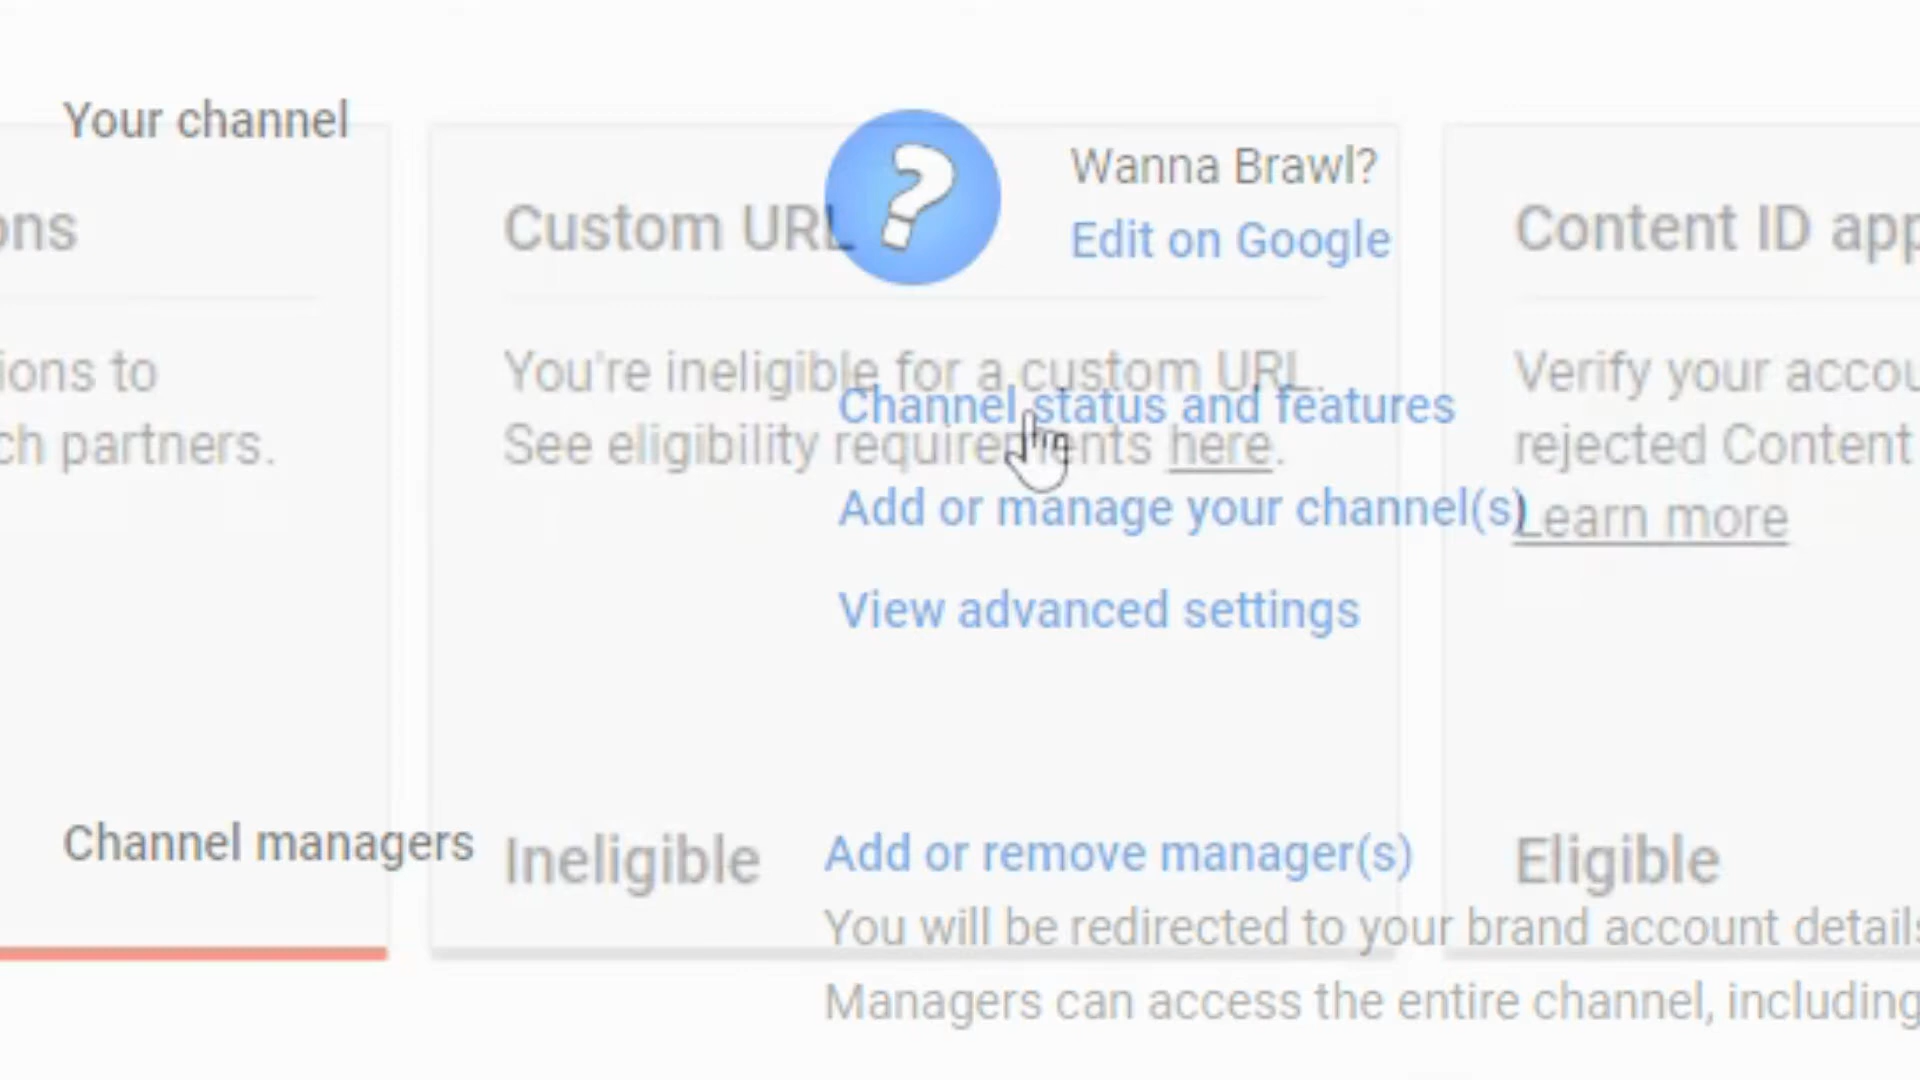 Your channel
Wanna Brawl?
Edit on Google
Channel status and features
Add or manage your channel(s)
View advanced settings
Channel managers
Add or remove manager(s)
You will be redirected to your brand account details
Managers can access the entire channel, including
ons
ions to
ch partners.
Custom URL
You're ineligible for a custom URL.
See eligibility requirements here.
Ineligible
Content ID app
Verify your accou
rejected Content
Learn more
Eligible